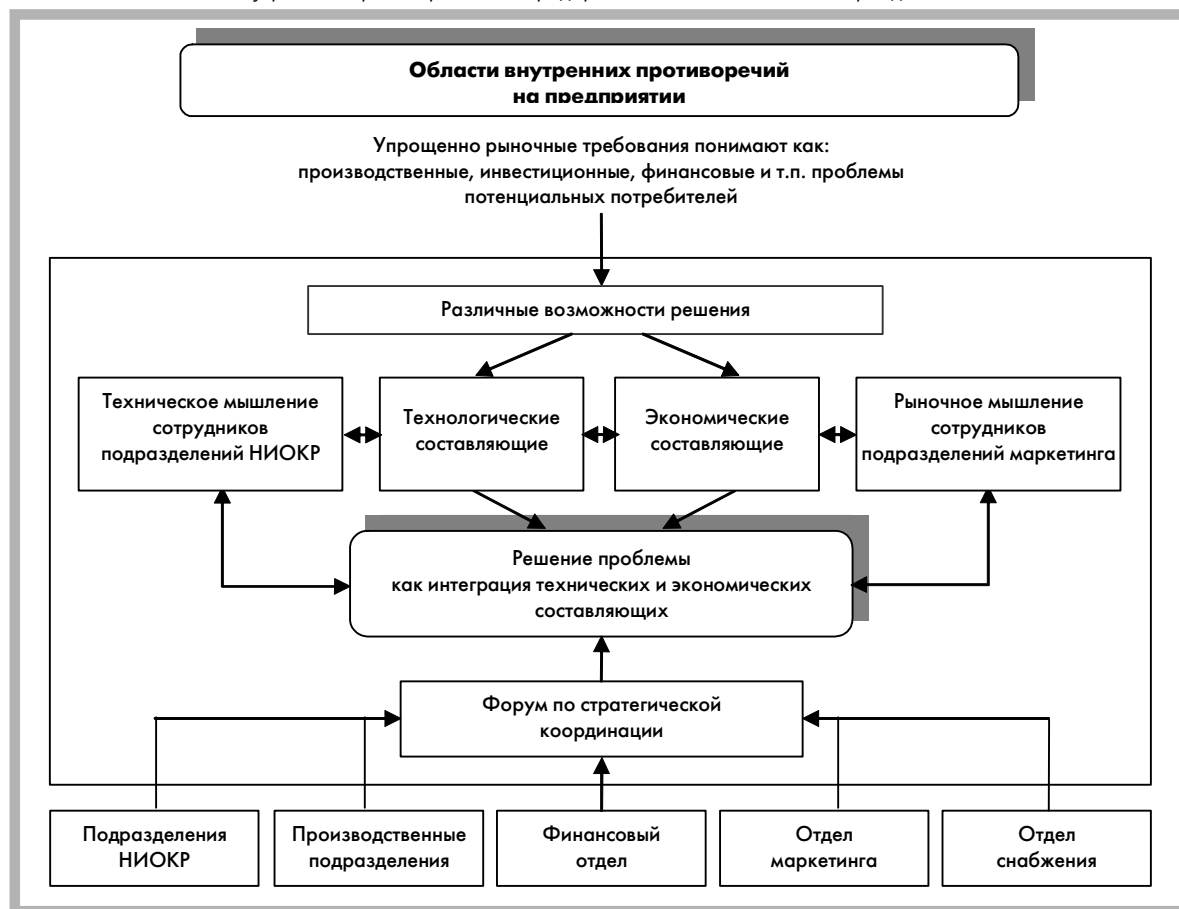 Области внутренних противоречий
на предприятии
Упрощенно рыночные требования понимают как:
производственные, инвестиционные, финансовые и т.п. проблемы
потенциальных потребителей
Различные возможности решения
Техническое мышление
сотрудников
подразделений НИОКР
Технологические
составляющие
Экономические
составляющие
Рыночное мышление
сотрудников
подразделений маркетинга
Решение проблемы
как интеграция технических и экономических
составляющих
Форум по стратегической
координации
Подразделения
НИОКР
Производственные
подразделения
Финансовый
отдел
Отдел
маркетинга
Отдел
снабжения